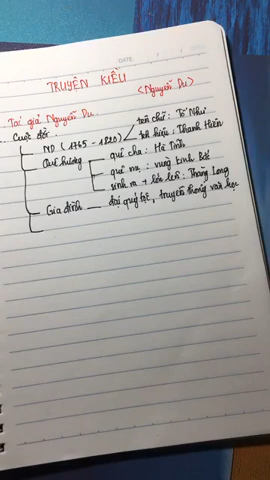 DATE
TRUYỆN KIỀU
<Nguyễn Du>
Tác giả Nguyễn Du
Cuộc đời:
tên chữ: Tố Như
ND (1765 - 1820)
tên hiệu: Thanh Hiên
Quê hương
quê cha: Hà Tĩnh
quê mẹ: vùng kinh Bắc
sinh ra + lớn lên: Thăng Long
Gia đình — đại quý tộc, truyền thống văn học